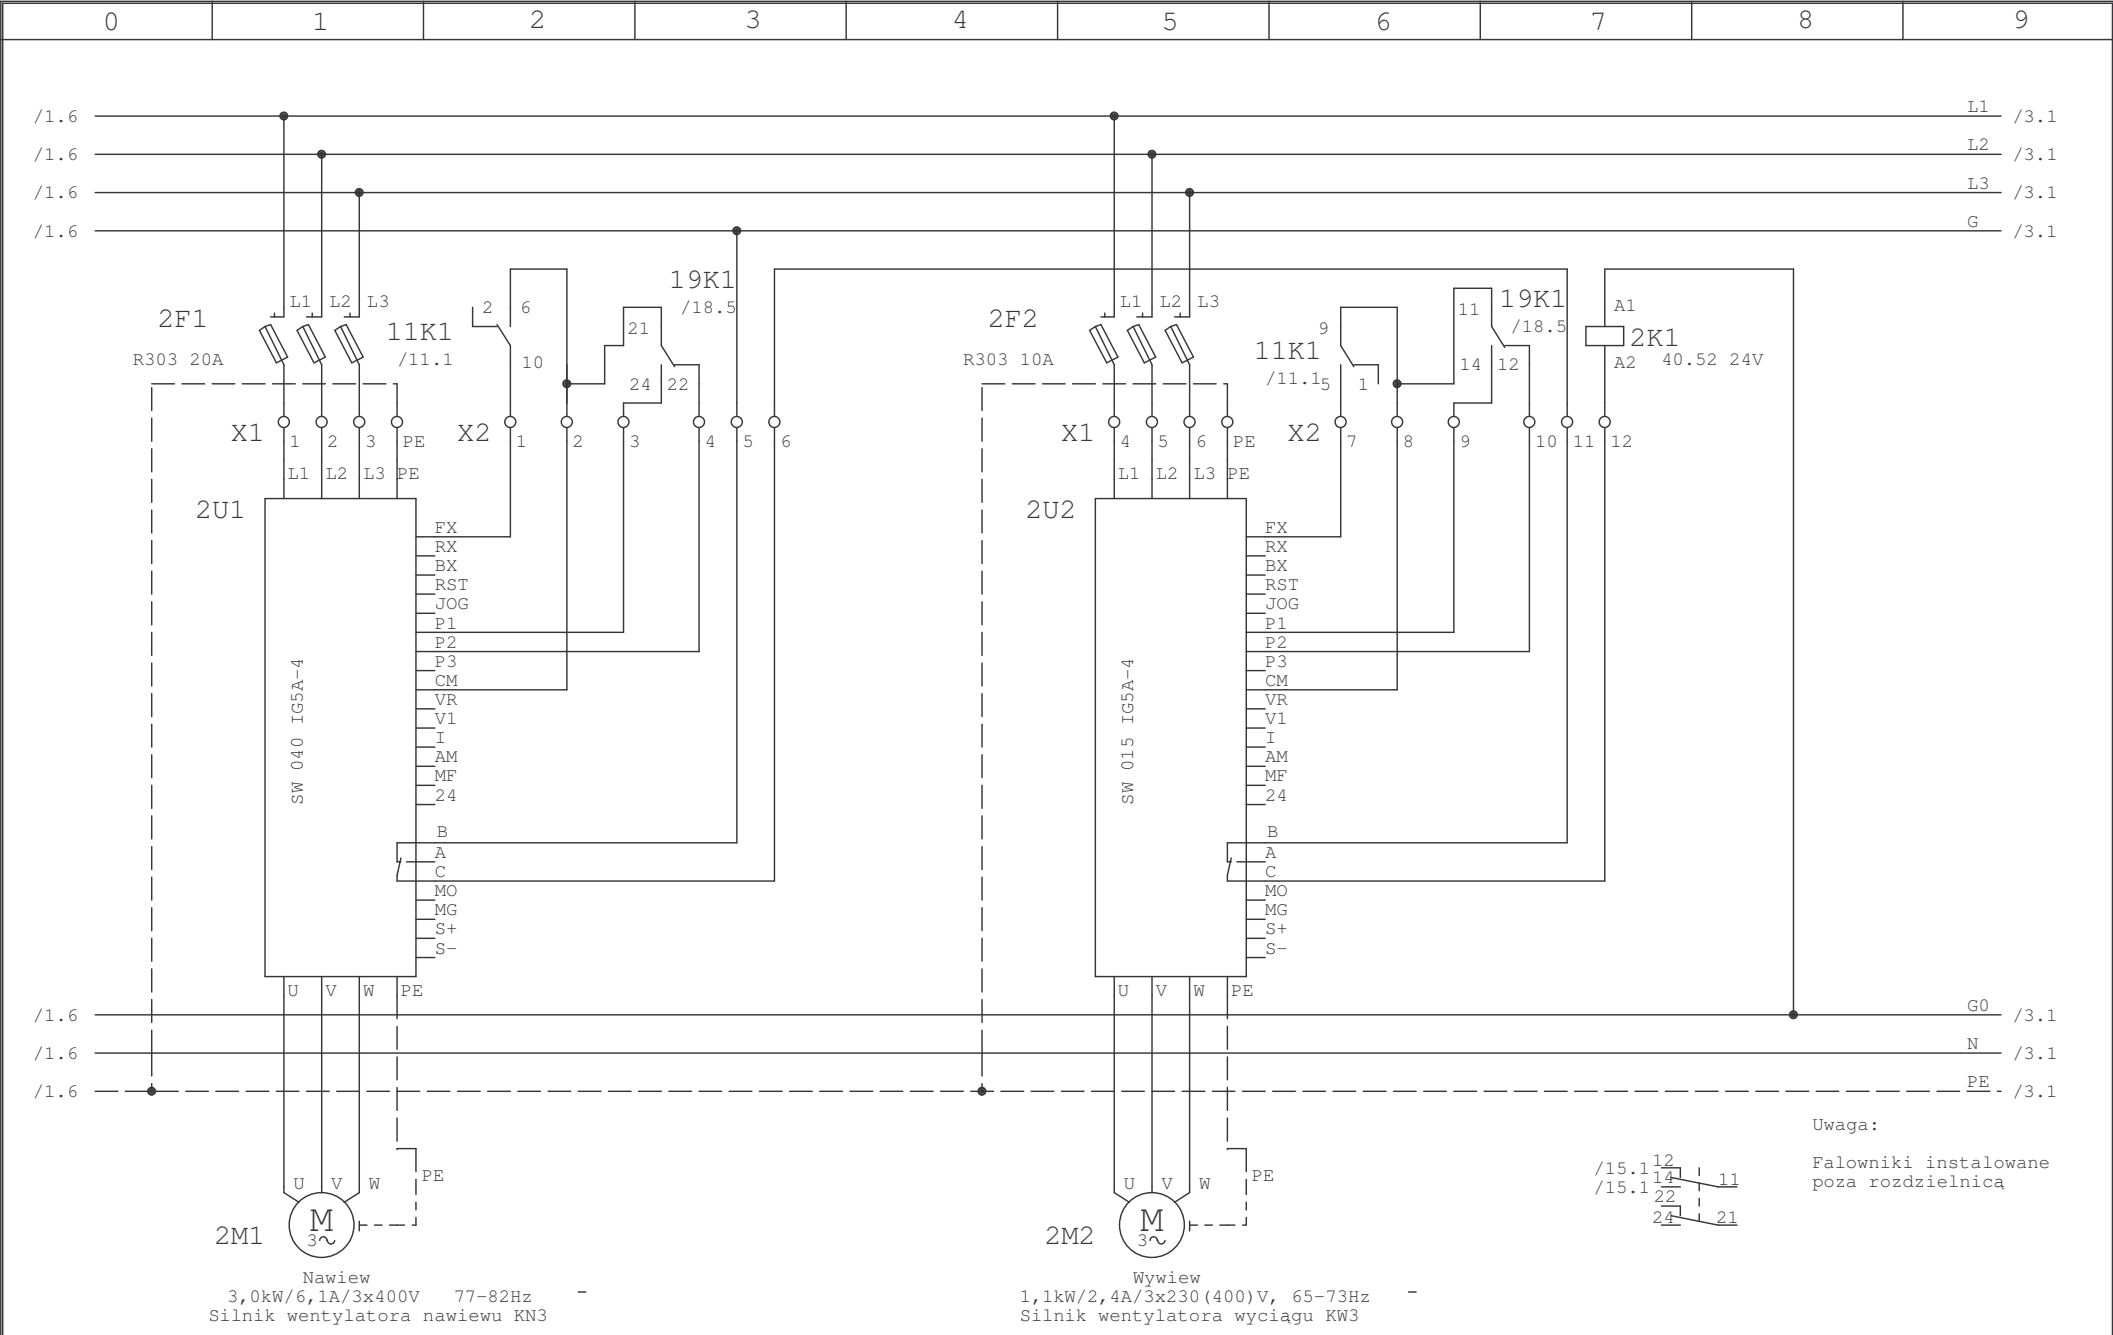 0 1 2 3 4 5 6 7 8 9
/1.6 L1 /3.1
/1.6 L2 /3.1
/1.6 L3 /3.1
/1.6 G /3.1
19K1
/18.5
2F1
R303 20A
L1 L2 L3
11K1
/11.1
2 6
10
21
24 22
2F2
R303 10A
L1 L2 L3
11K1
/11.1
9
5 1
11
14 12
19K1
/18.5
A1
2K1
A2 40.52 24V
X1 1 2 3 PE X2 1 2 3 4 5 6
X1 4 5 6 PE X2 7 8 9 10 11 12
L1 L2 L3 PE
L1 L2 L3 PE
2U1
SW 040 IG5A-4
FX
RX
BX
RST
JOG
P1
P2
P3
CM
VR
V1
I
AM
MF
24
B
A
C
MO
MG
S+
S-
U V W PE
2U2
SW 015 IG5A-4
FX
RX
BX
RST
JOG
P1
P2
P3
CM
VR
V1
I
AM
MF
24
B
A
C
MO
MG
S+
S-
U V W PE
/1.6 G0 /3.1
/1.6 N /3.1
/1.6 PE /3.1
U V W PE
2M1
M
3~
Nawiew
3,0kW/6,1A/3x400V 77-82Hz -
Silnik wentylatora nawiewu KN3
U V W PE
2M2
M
3~
Wywiew
1,1kW/2,4A/3x230(400)V, 65-73Hz -
Silnik wentylatora wyciągu KW3
/15.1 12
/15.1 14 11
22
24 21
Uwaga:
Falowniki instalowane
poza rozdzielnicą